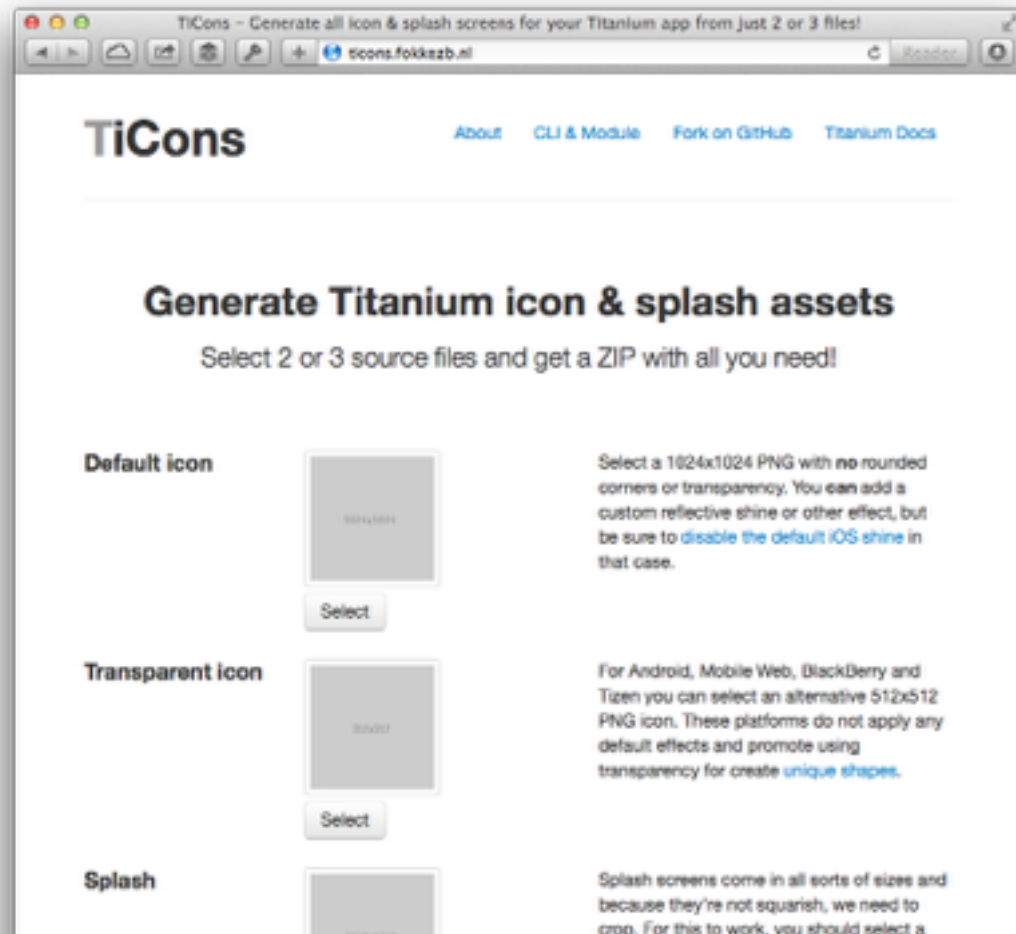 TiCons – Generate all icon & splash screens for your Titanium app from just 2 or 3 files!
ticons.fokkezb.nl
Reader
TiCons
About CLI & Module Fork on GitHub Titanium Docs
Generate Titanium icon & splash assets
Select 2 or 3 source files and get a ZIP with all you need!
Default icon
1024x1024
Select
Select a 1024x1024 PNG with no rounded
corners or transparency. You can add a
custom reflective shine or other effect, but
be sure to disable the default iOS shine in
that case.
Transparent icon
512x512
Select
For Android, Mobile Web, BlackBerry and
Tizen you can select an alternative 512x512
PNG icon. These platforms do not apply any
default effects and promote using
transparency for create unique shapes.
Splash
Splash screens come in all sorts of sizes and
because they're not squarish, we need to
crop. For this to work, you should select a